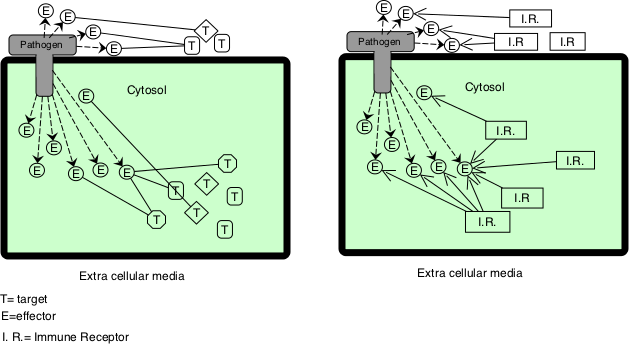 E
E
T
E
T
T
Pathogen
E
Cytosol
E
E
E
E
E
E
E
T
T
T
T
T
T
T
Extra cellular media
T= target
E=effector
I. R.= Immune Receptor
E
E
I.R.
E
Pathogen
E
I.R
I.R
Cytosol
E
E
I.R.
E
E
E
E
E
I.R.
I.R
I.R.
Extra cellular media